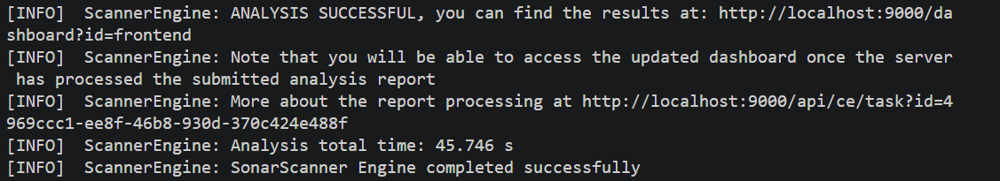 [INFO]  ScannerEngine: ANALYSIS SUCCESSFUL, you can find the results at: http://localhost:9000/da
shboard?id=frontend
[INFO]  ScannerEngine: Note that you will be able to access the updated dashboard once the server
 has processed the submitted analysis report
[INFO]  ScannerEngine: More about the report processing at http://localhost:9000/api/ce/task?id=4
969ccc1-ee8f-46b8-930d-370c424e488f
[INFO]  ScannerEngine: Analysis total time: 45.746 s
[INFO]  ScannerEngine: SonarScanner Engine completed successfully